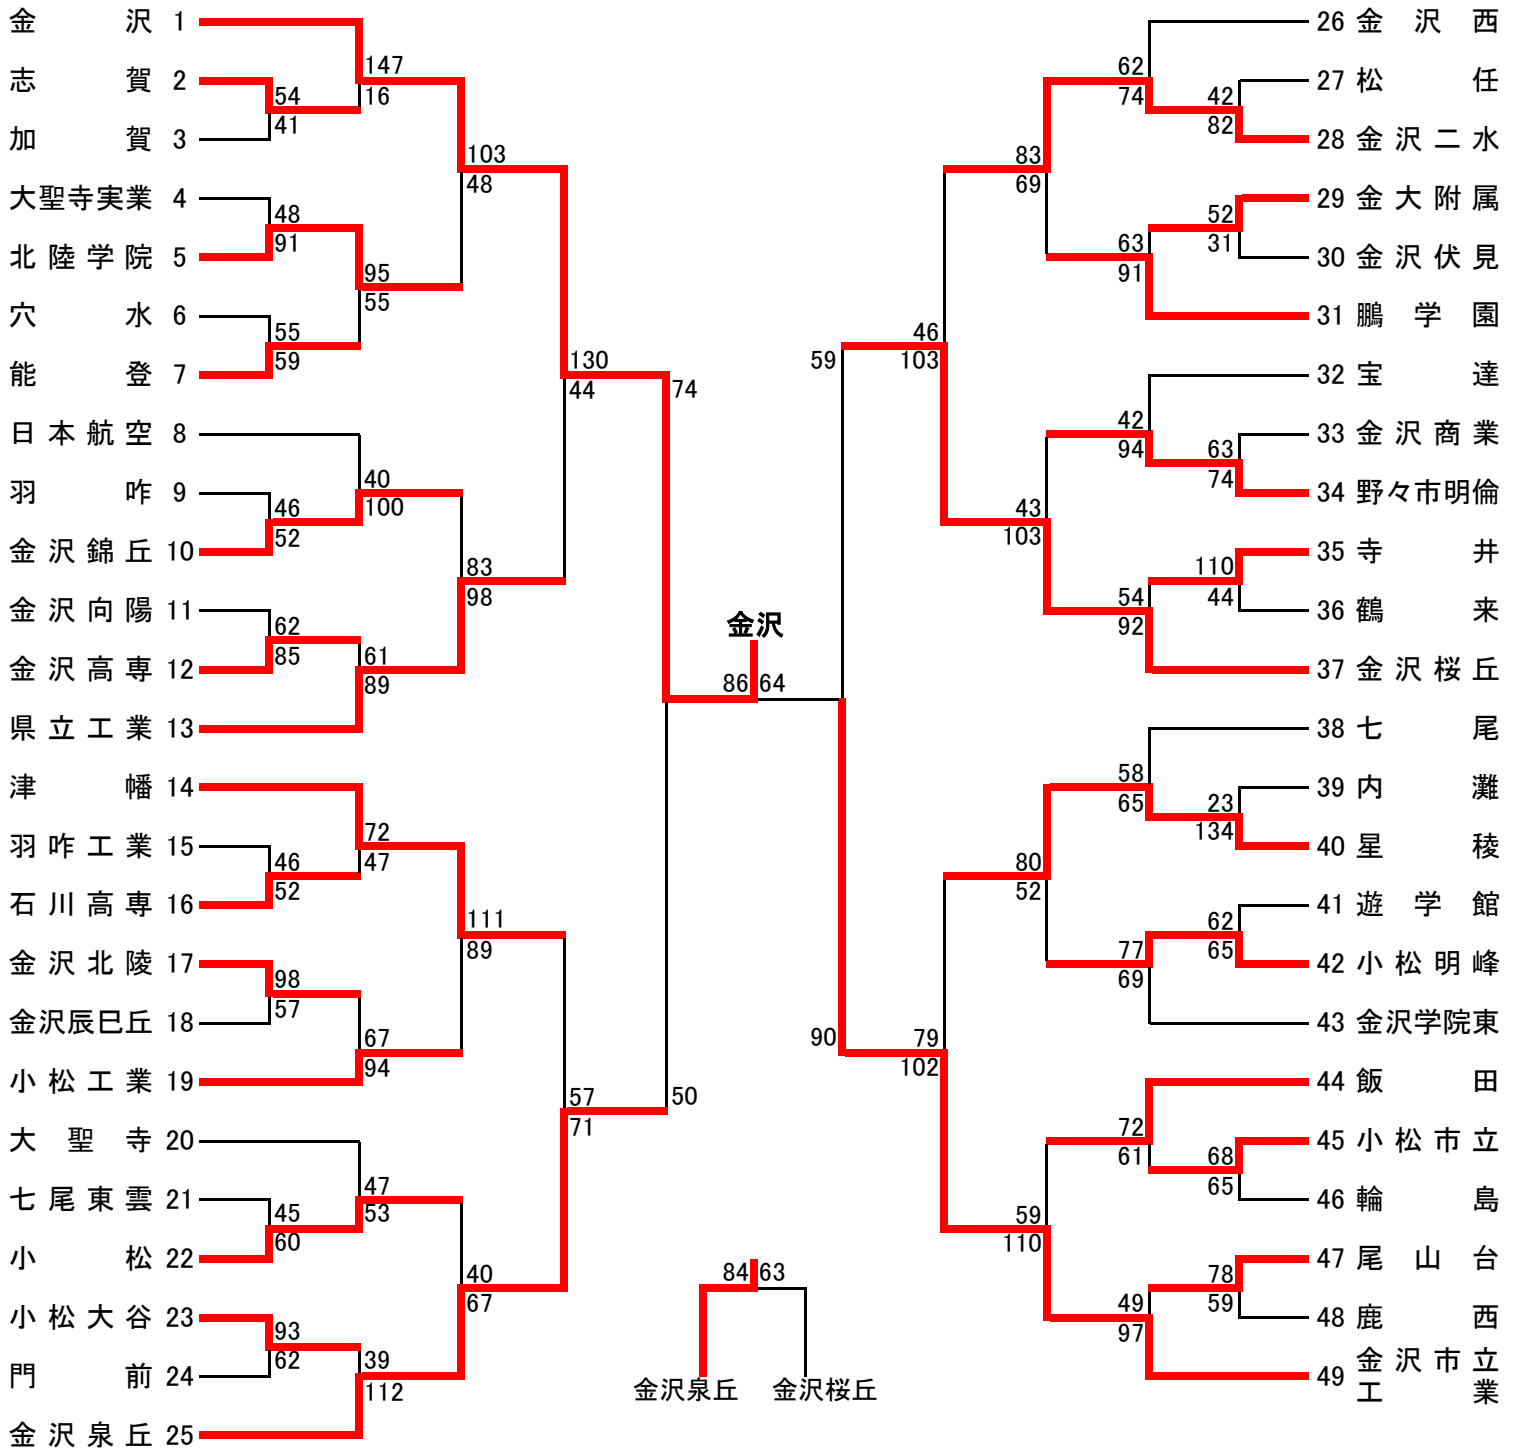 金沢 1
志賀 2
加賀 3
大聖寺実業 4
北陸学院 5
穴水 6
能登 7
日本航空 8
羽咋 9
金沢錦丘 10
金沢向陽 11
金沢高専 12
県立工業 13
津幡 14
羽咋工業 15
石川高専 16
金沢北陵 17
金沢辰巳丘 18
小松工業 19
大聖寺 20
七尾東雲 21
小松 22
小松大谷 23
門前 24
金沢泉丘 25
54
41
48
91
55
59
46
52
62
85
46
52
98
57
45
60
93
62
147
16
95
55
40
100
61
89
72
47
67
94
47
53
39
112
103
48
83
98
111
89
40
67
130
44
57
71
74
50
金沢
86 64
59
90
46
103
79
102
83
69
43
103
80
52
59
110
62
74
63
91
42
94
54
92
58
65
77
69
72
61
49
97
42
82
52
31
63
74
110
44
23
134
62
65
68
65
78
59
26 金沢西
27 松任
28 金沢二水
29 金大附属
30 金沢伏見
31 鵬学園
32 宝達
33 金沢商業
34 野々市明倫
35 寺井
36 鶴来
37 金沢桜丘
38 七尾
39 内灘
40 星稜
41 遊学館
42 小松明峰
43 金沢学院東
44 飯田
45 小松市立
46 輪島
47 尾山台
48 鹿西
49 金沢市立
工業
84 63
金沢泉丘 金沢桜丘